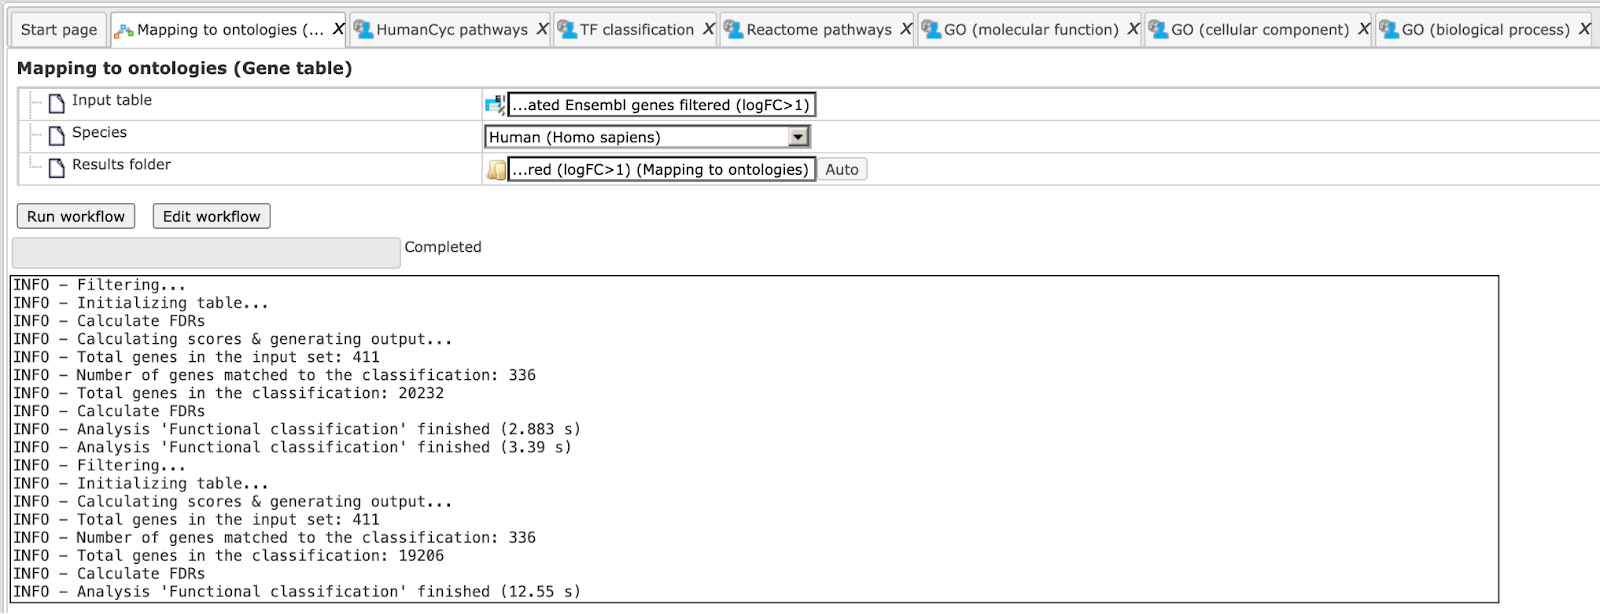 Start page Mapping to ontologies (... X HumanCyc pathways X TF classification X Reactome pathways X GO (molecular function) X GO (cellular component) X GO (biological process) X
Mapping to ontologies (Gene table)
Input table ...ated Ensembl genes filtered (logFC>1)
Species Human (Homo sapiens)
Results folder ...red (logFC>1) (Mapping to ontologies) Auto
Run workflow Edit workflow
Completed
INFO - Filtering...
INFO - Initializing table...
INFO - Calculate FDRs
INFO - Calculating scores & generating output...
INFO - Total genes in the input set: 411
INFO - Number of genes matched to the classification: 336
INFO - Total genes in the classification: 20232
INFO - Calculate FDRs
INFO - Analysis 'Functional classification' finished (2.883 s)
INFO - Analysis 'Functional classification' finished (3.39 s)
INFO - Filtering...
INFO - Initializing table...
INFO - Calculating scores & generating output...
INFO - Total genes in the input set: 411
INFO - Number of genes matched to the classification: 336
INFO - Total genes in the classification: 19206
INFO - Calculate FDRs
INFO - Analysis 'Functional classification' finished (12.55 s)